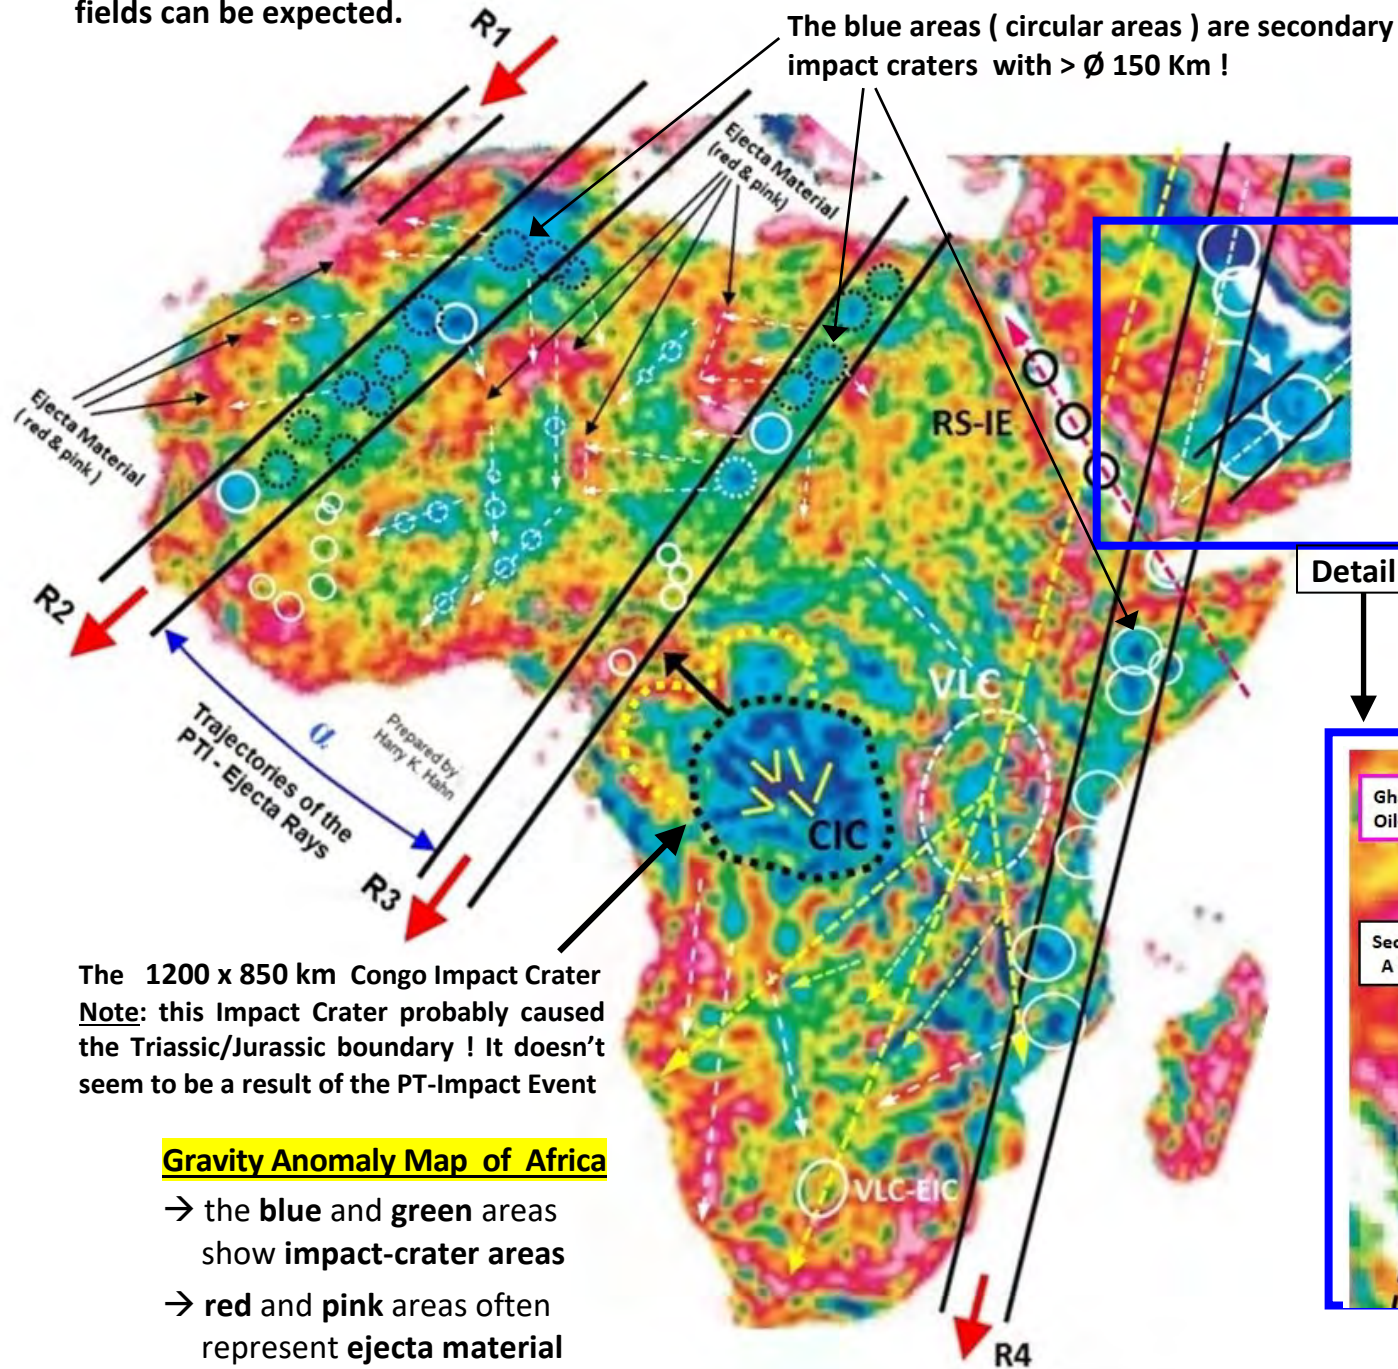 fields can be expected.
The blue areas ( circular areas ) are secondary
impact craters with > Ø 150 Km !
R1
Ejecta Material
(red & pink)
Ejecta Material
( red & pink )
RS-IE
Detail
R2
VLC
Trajectories of the
PTI - Ejecta Rays
α
Prepared by
Harry K. Hahn
CIC
R3
Gh
Oil
Sec
A
The 1200 x 850 km Congo Impact Crater
Note: this Impact Crater probably caused
the Triassic/Jurassic boundary ! It doesn’t
seem to be a result of the PT-Impact Event
Gravity Anomaly Map of Africa
→ the blue and green areas
show impact-crater areas
→ red and pink areas often
represent ejecta material
VLC-EIC
R4